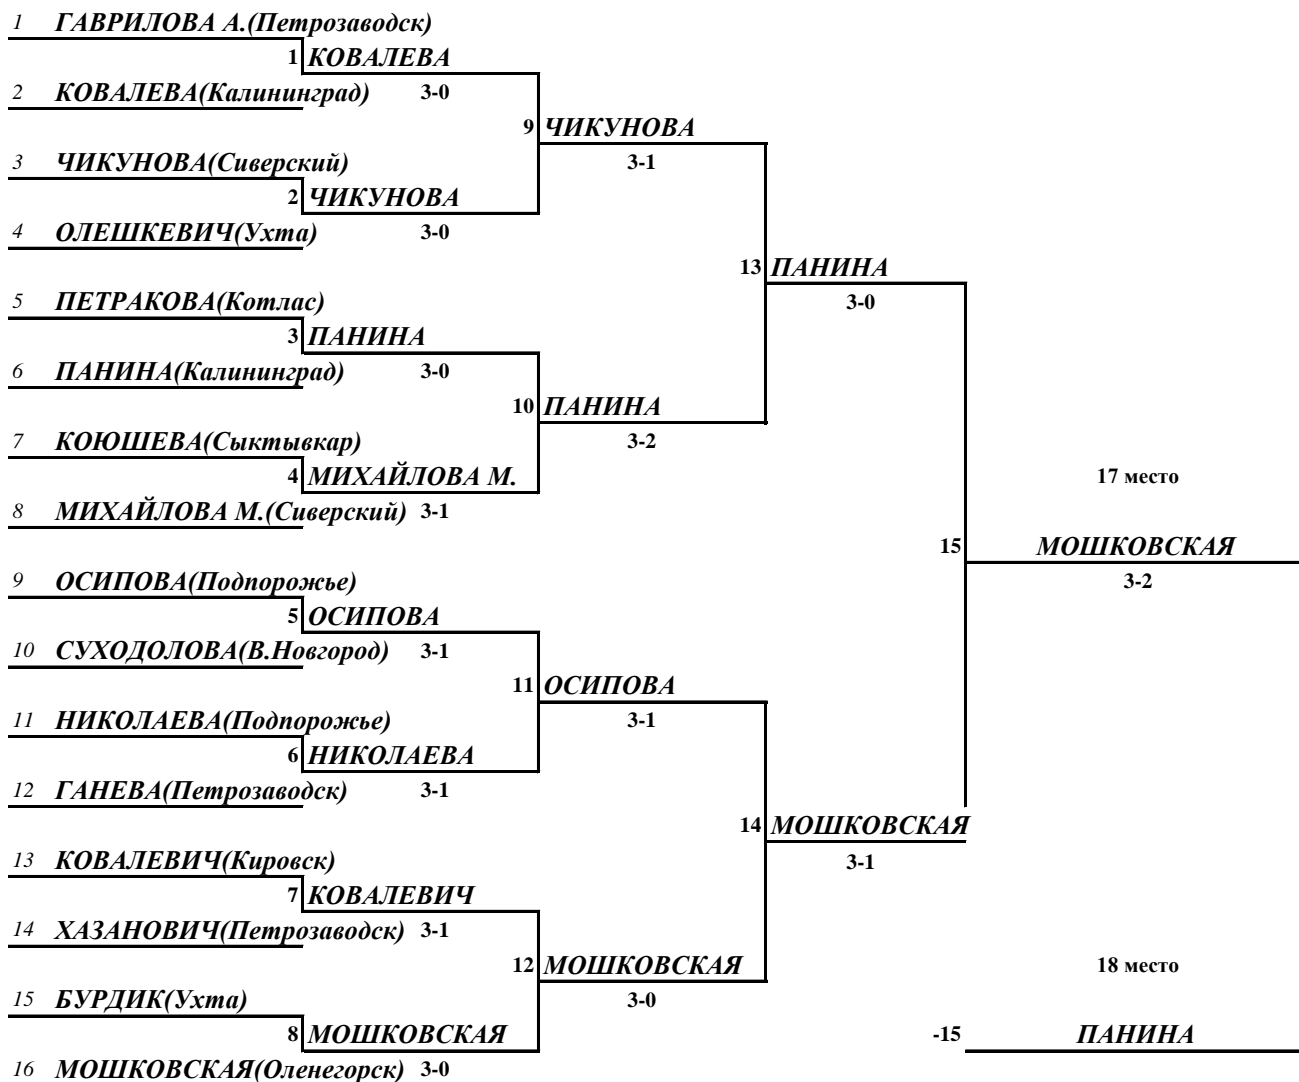 1 ГАВРИЛОВА А.(Петрозаводск)
1 КОВАЛЕВА
2 КОВАЛЕВА(Калининград) 3-0
9 ЧИКУНОВА
3 ЧИКУНОВА(Сиверский) 3-1
2 ЧИКУНОВА
4 ОЛЕШКЕВИЧ(Ухта) 3-0
13 ПАНИНА
5 ПЕТРАКОВА(Котлас) 3-0
3 ПАНИНА
6 ПАНИНА(Калининград) 3-0
10 ПАНИНА
7 КОЮШЕВА(Сыктывкар) 3-2
4 МИХАЙЛОВА М. 17 место
8 МИХАЙЛОВА М.(Сиверский) 3-1
15 МОШКОВСКАЯ
9 ОСИПОВА(Подпорожье) 3-2
5 ОСИПОВА
10 СУХОДОЛОВА(В.Новгород) 3-1
11 ОСИПОВА
11 НИКОЛАЕВА(Подпорожье) 3-1
6 НИКОЛАЕВА
12 ГАНЕВА(Петрозаводск) 3-1
14 МОШКОВСКАЯ
13 КОВАЛЕВИЧ(Кировск) 3-1
7 КОВАЛЕВИЧ
14 ХАЗАНОВИЧ(Петрозаводск) 3-1
12 МОШКОВСКАЯ 18 место
15 БУРДИК(Ухта) 3-0
8 МОШКОВСКАЯ -15 ПАНИНА
16 МОШКОВСКАЯ(Оленегорск) 3-0